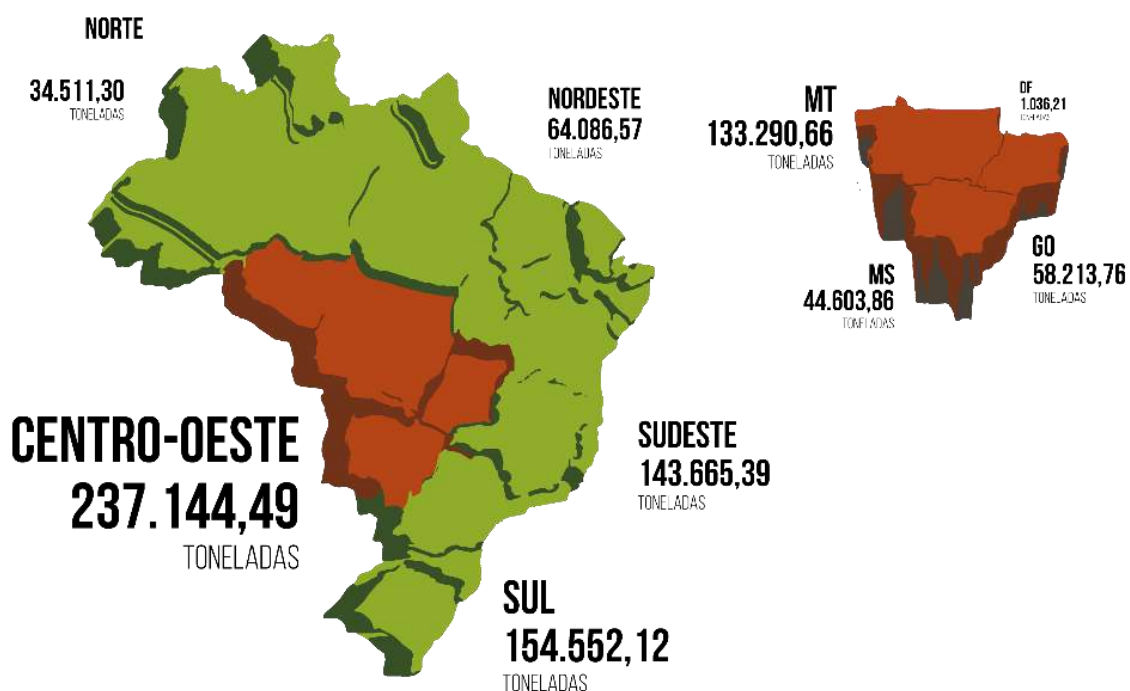 NORTE
34.511,30
TONELADAS
NORDESTE
64.086,57
TONELADAS
MT
133.290,66
TONELADAS
DF
1.036,21
TONELADAS
GO
58.213,76
TONELADAS
MS
44.603,86
TONELADAS
CENTRO-OESTE
237.144,49
TONELADAS
SUDESTE
143.665,39
TONELADAS
SUL
154.552,12
TONELADAS